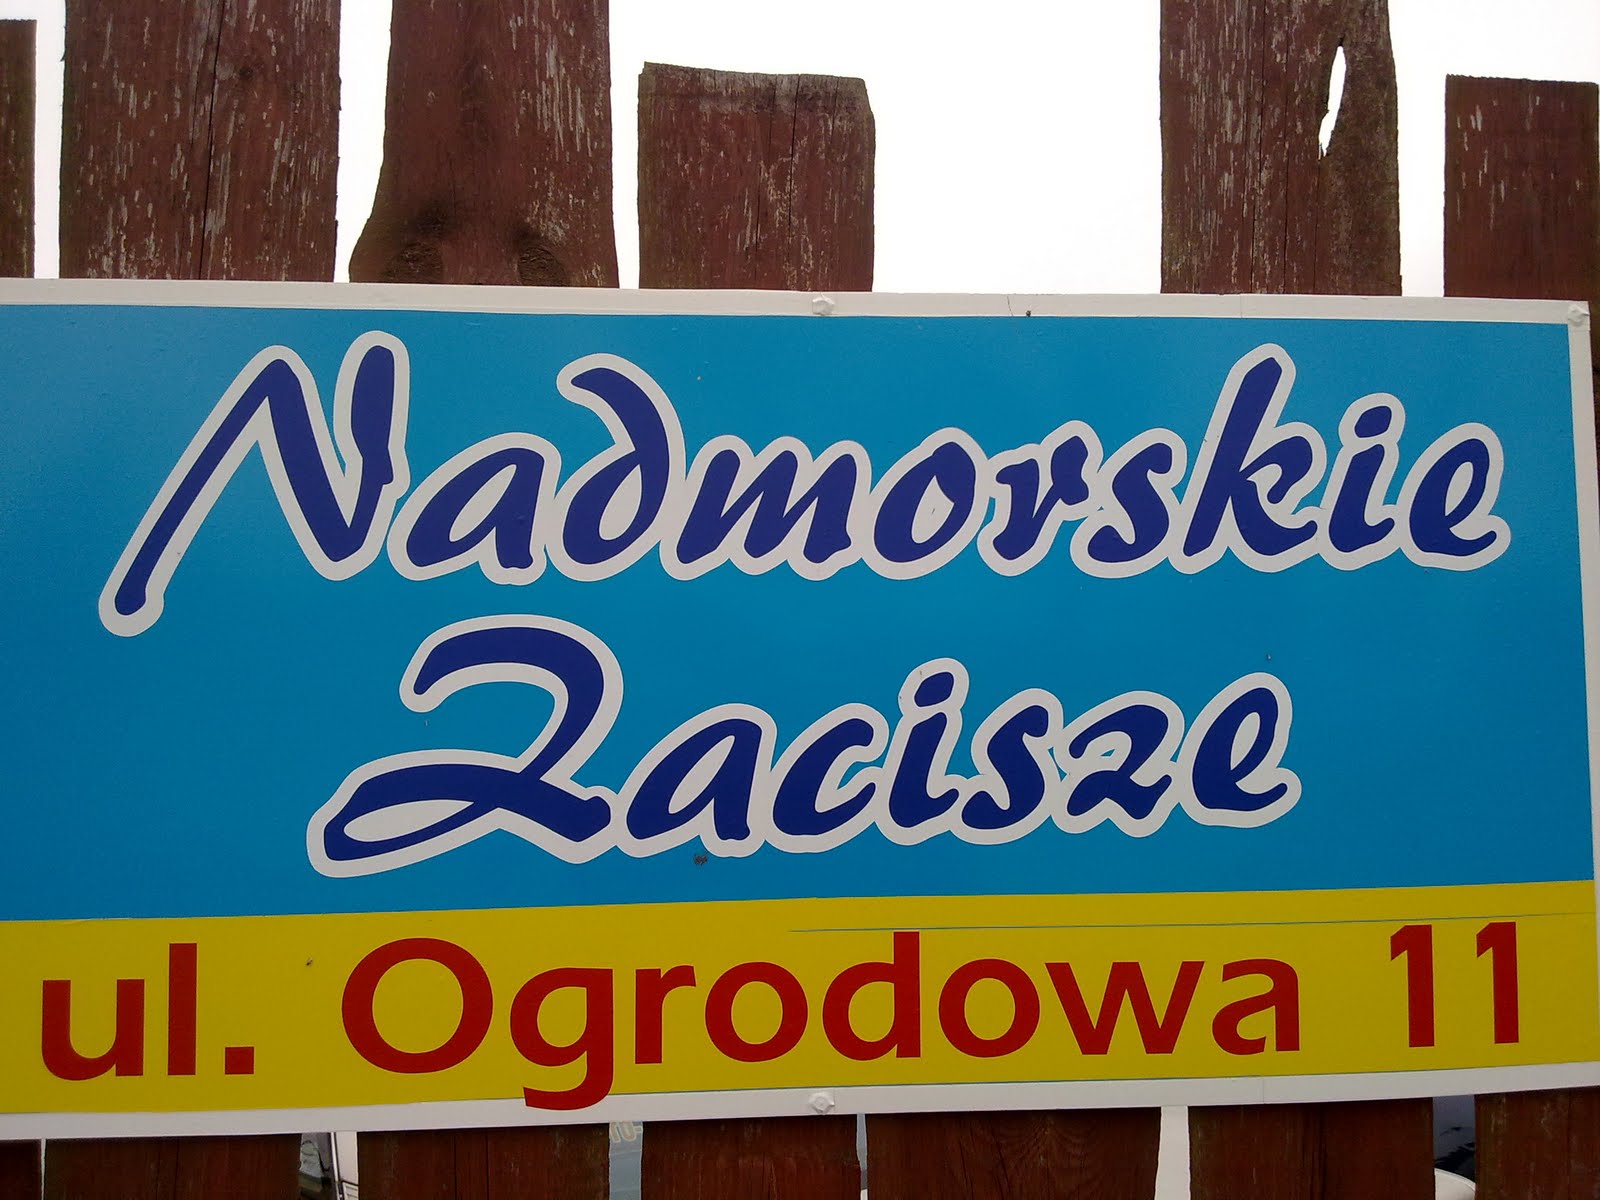 Nadmorskie
Zacisze
ul. Ogrodowa 11